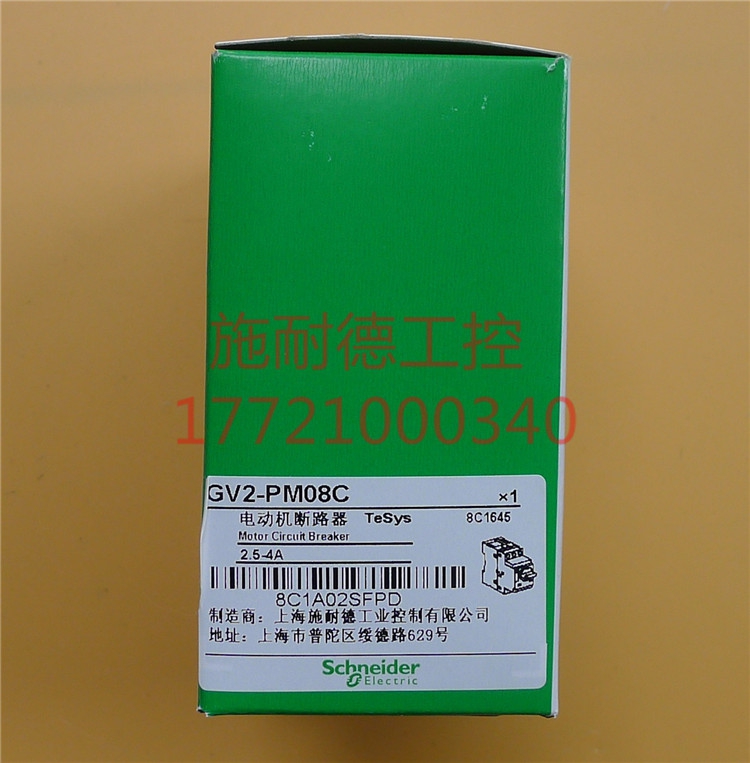 施耐德工控
17721000340
GV2-PM08C ×1
电动机断路器 TeSys 8C1645
Motor Circuit Breaker
2.5-4A
8C1A02SFPD
制造商：上海施耐德工业控制有限公司
地址：上海市普陀区绥德路629号
Schneider
Electric